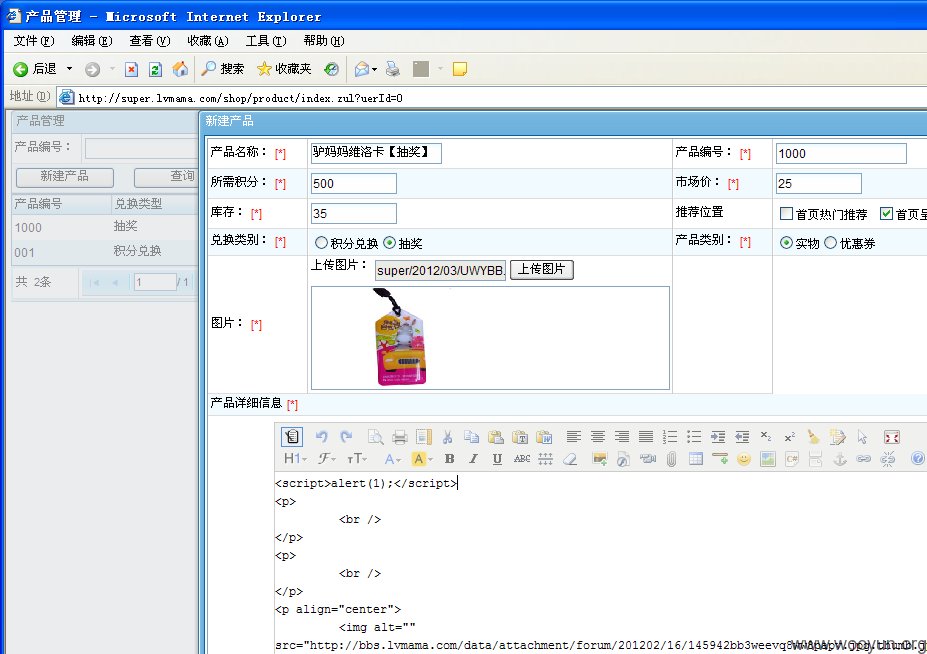 产品管理 - Microsoft Internet Explorer
文件(F) 编辑(E) 查看(V) 收藏(A) 工具(T) 帮助(H)
后退 搜索 收藏夹
地址(D) http://super.lvmama.com/shop/product/index.zul?uerId=0
产品管理
产品编号：
新建产品 查询
产品编号 兑换类型
1000 抽奖
001 积分兑换
共 2条 1 / 1
新建产品
产品名称： [*] 驴妈妈维洛卡【抽奖】 产品编号： [*] 1000
所需积分： [*] 500 市场价： [*] 25
库存： [*] 35 推荐位置 首页热门推荐 首页
兑换类别： [*] 积分兑换 抽奖 产品类别： [*] 实物 优惠券
上传图片： super/2012/03/UWYBB. 上传图片
图片： [*]
产品详细信息 [*]
H1 F TT A A B I U ABC
<script>alert(1);</script>
<p>
<br />
</p>
<p>
<br />
</p>
<p align="center">
<img alt=""
src="http://bbs.lvmama.com/data/attachment/forum/201202/16/145942bb3weevq
www.wooyun.org